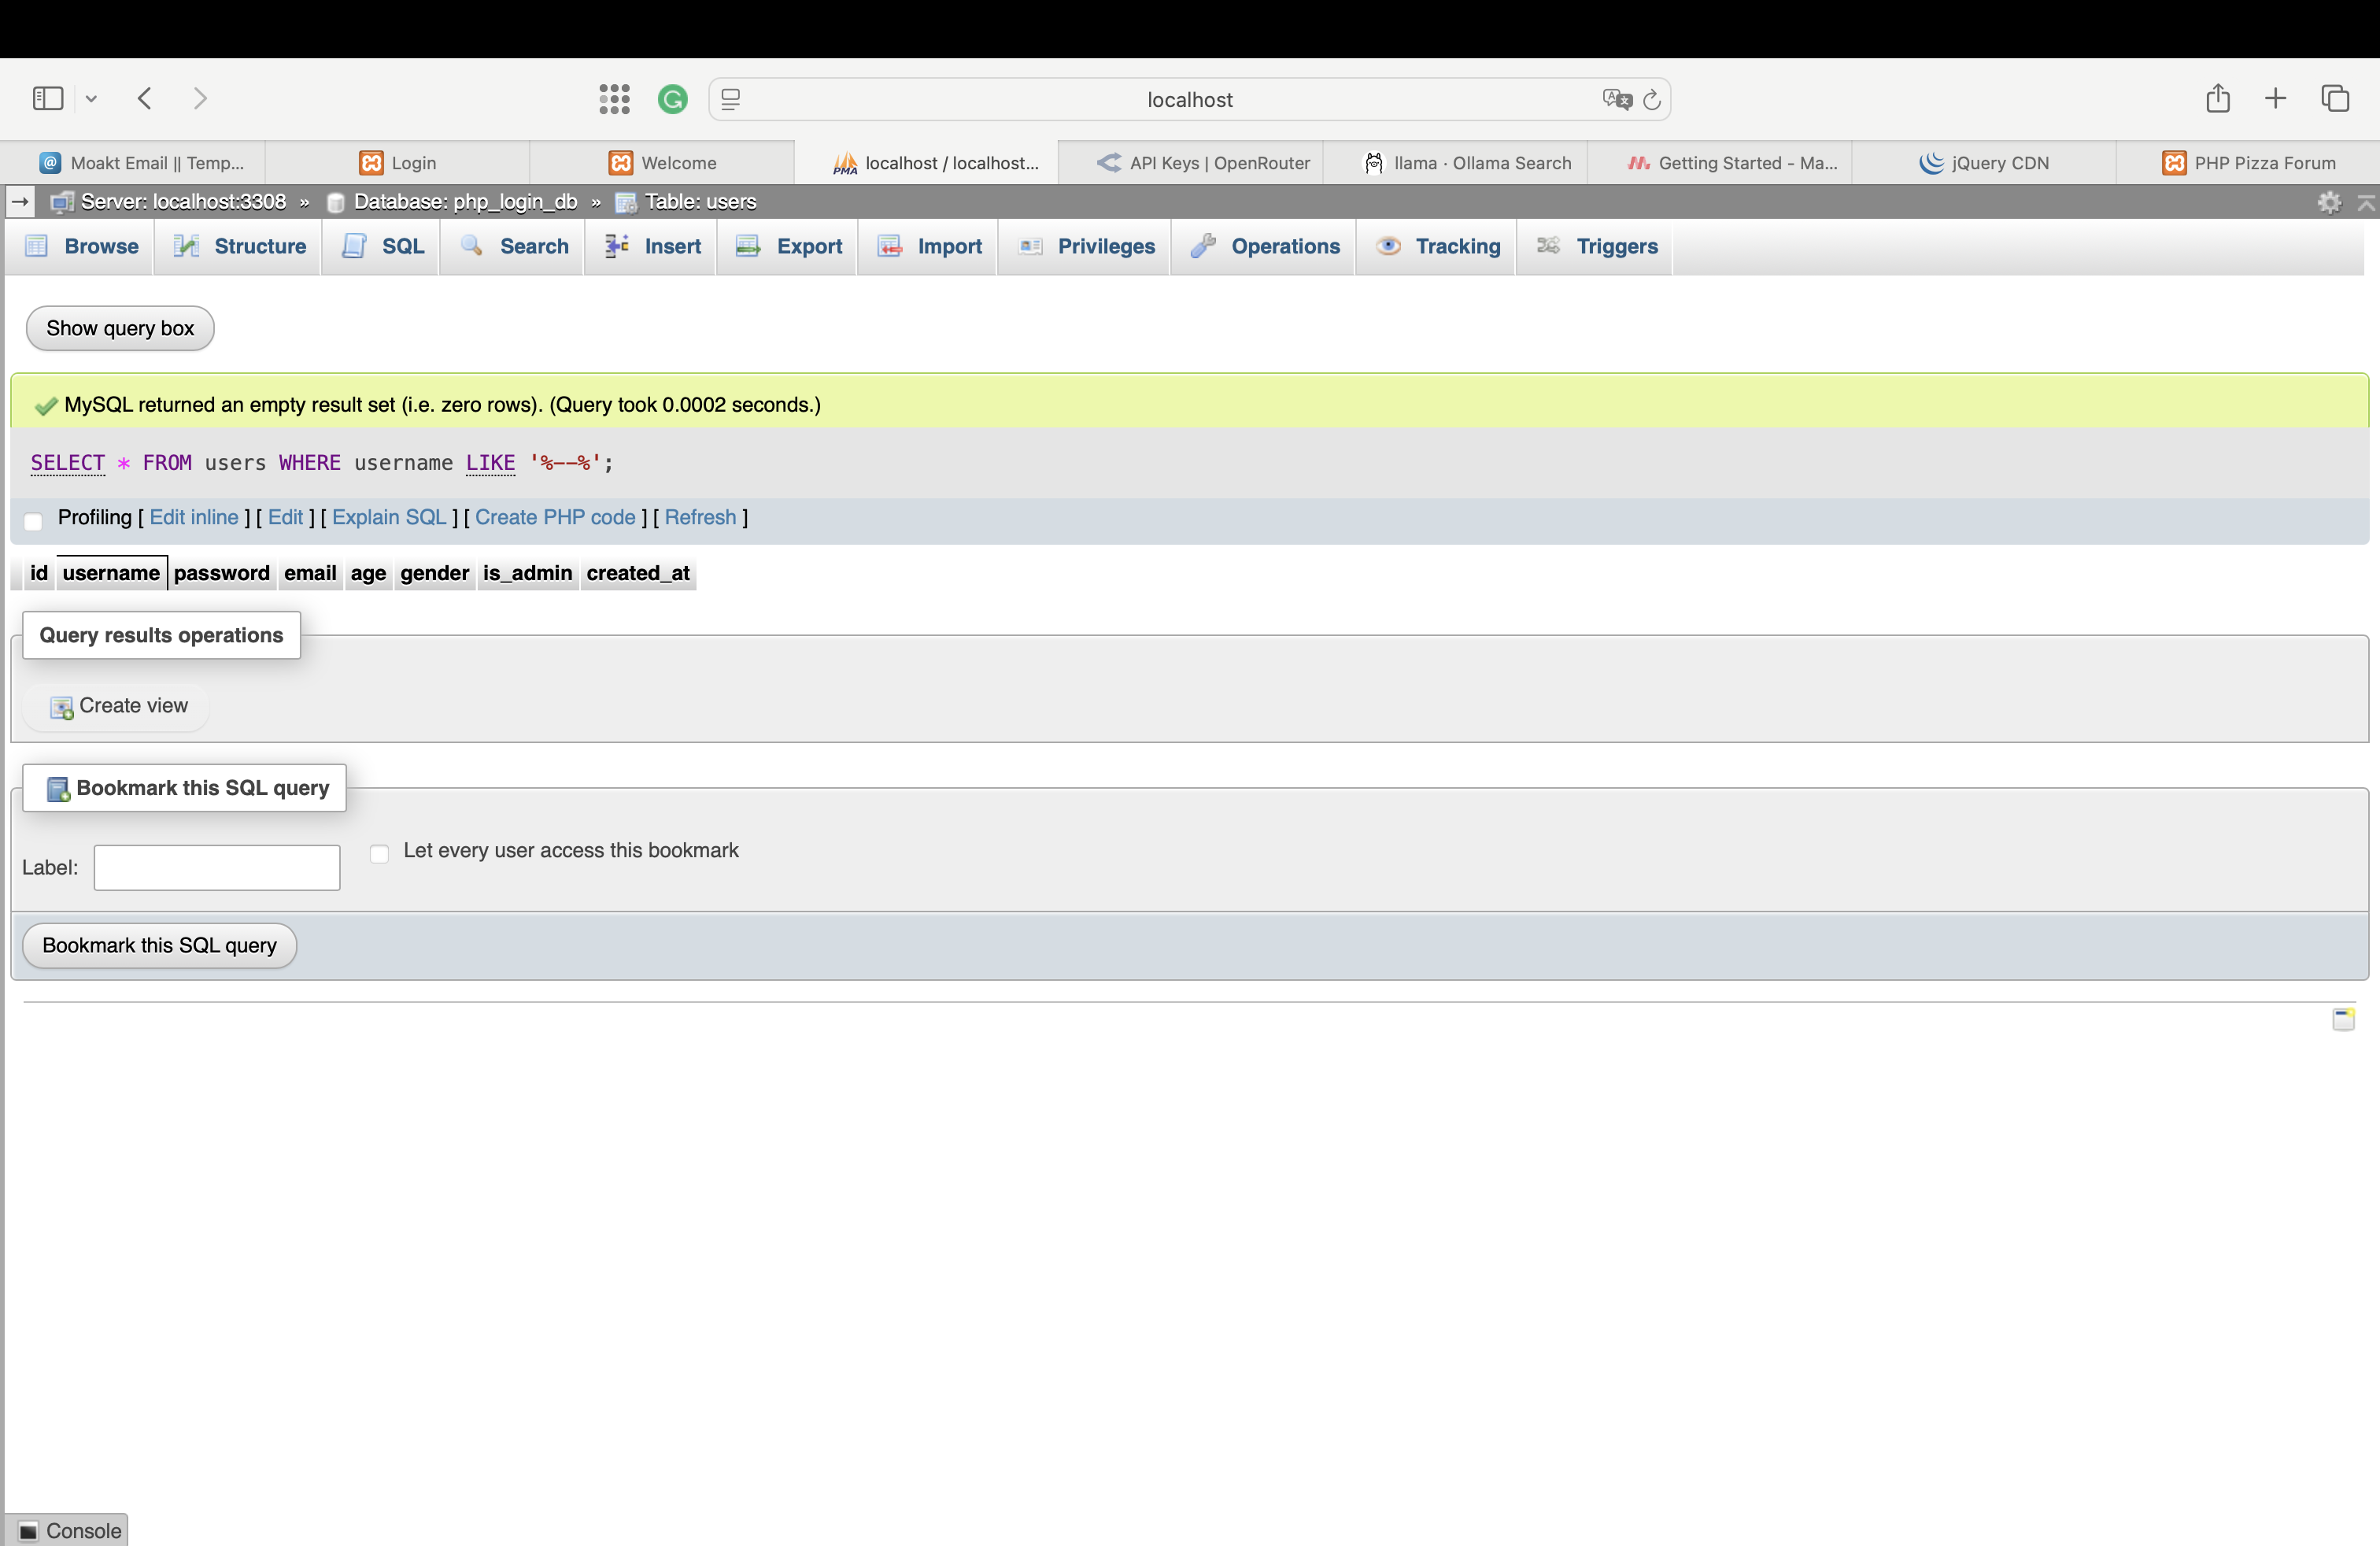 localhost
Moakt Email || Temp...
Login
Welcome
localhost / localhost...
API Keys | OpenRouter
llama · Ollama Search
Getting Started - Ma...
jQuery CDN
PHP Pizza Forum
Server: localhost:3308 » Database: php_login_db » Table: users
Browse Structure SQL Search Insert Export Import Privileges Operations Tracking Triggers
Show query box
MySQL returned an empty result set (i.e. zero rows). (Query took 0.0002 seconds.)
SELECT * FROM users WHERE username LIKE '%--%';
Profiling [ Edit inline ] [ Edit ] [ Explain SQL ] [ Create PHP code ] [ Refresh ]
id username password email age gender is_admin created_at
Query results operations
Create view
Bookmark this SQL query
Label:
Let every user access this bookmark
Bookmark this SQL query
Console